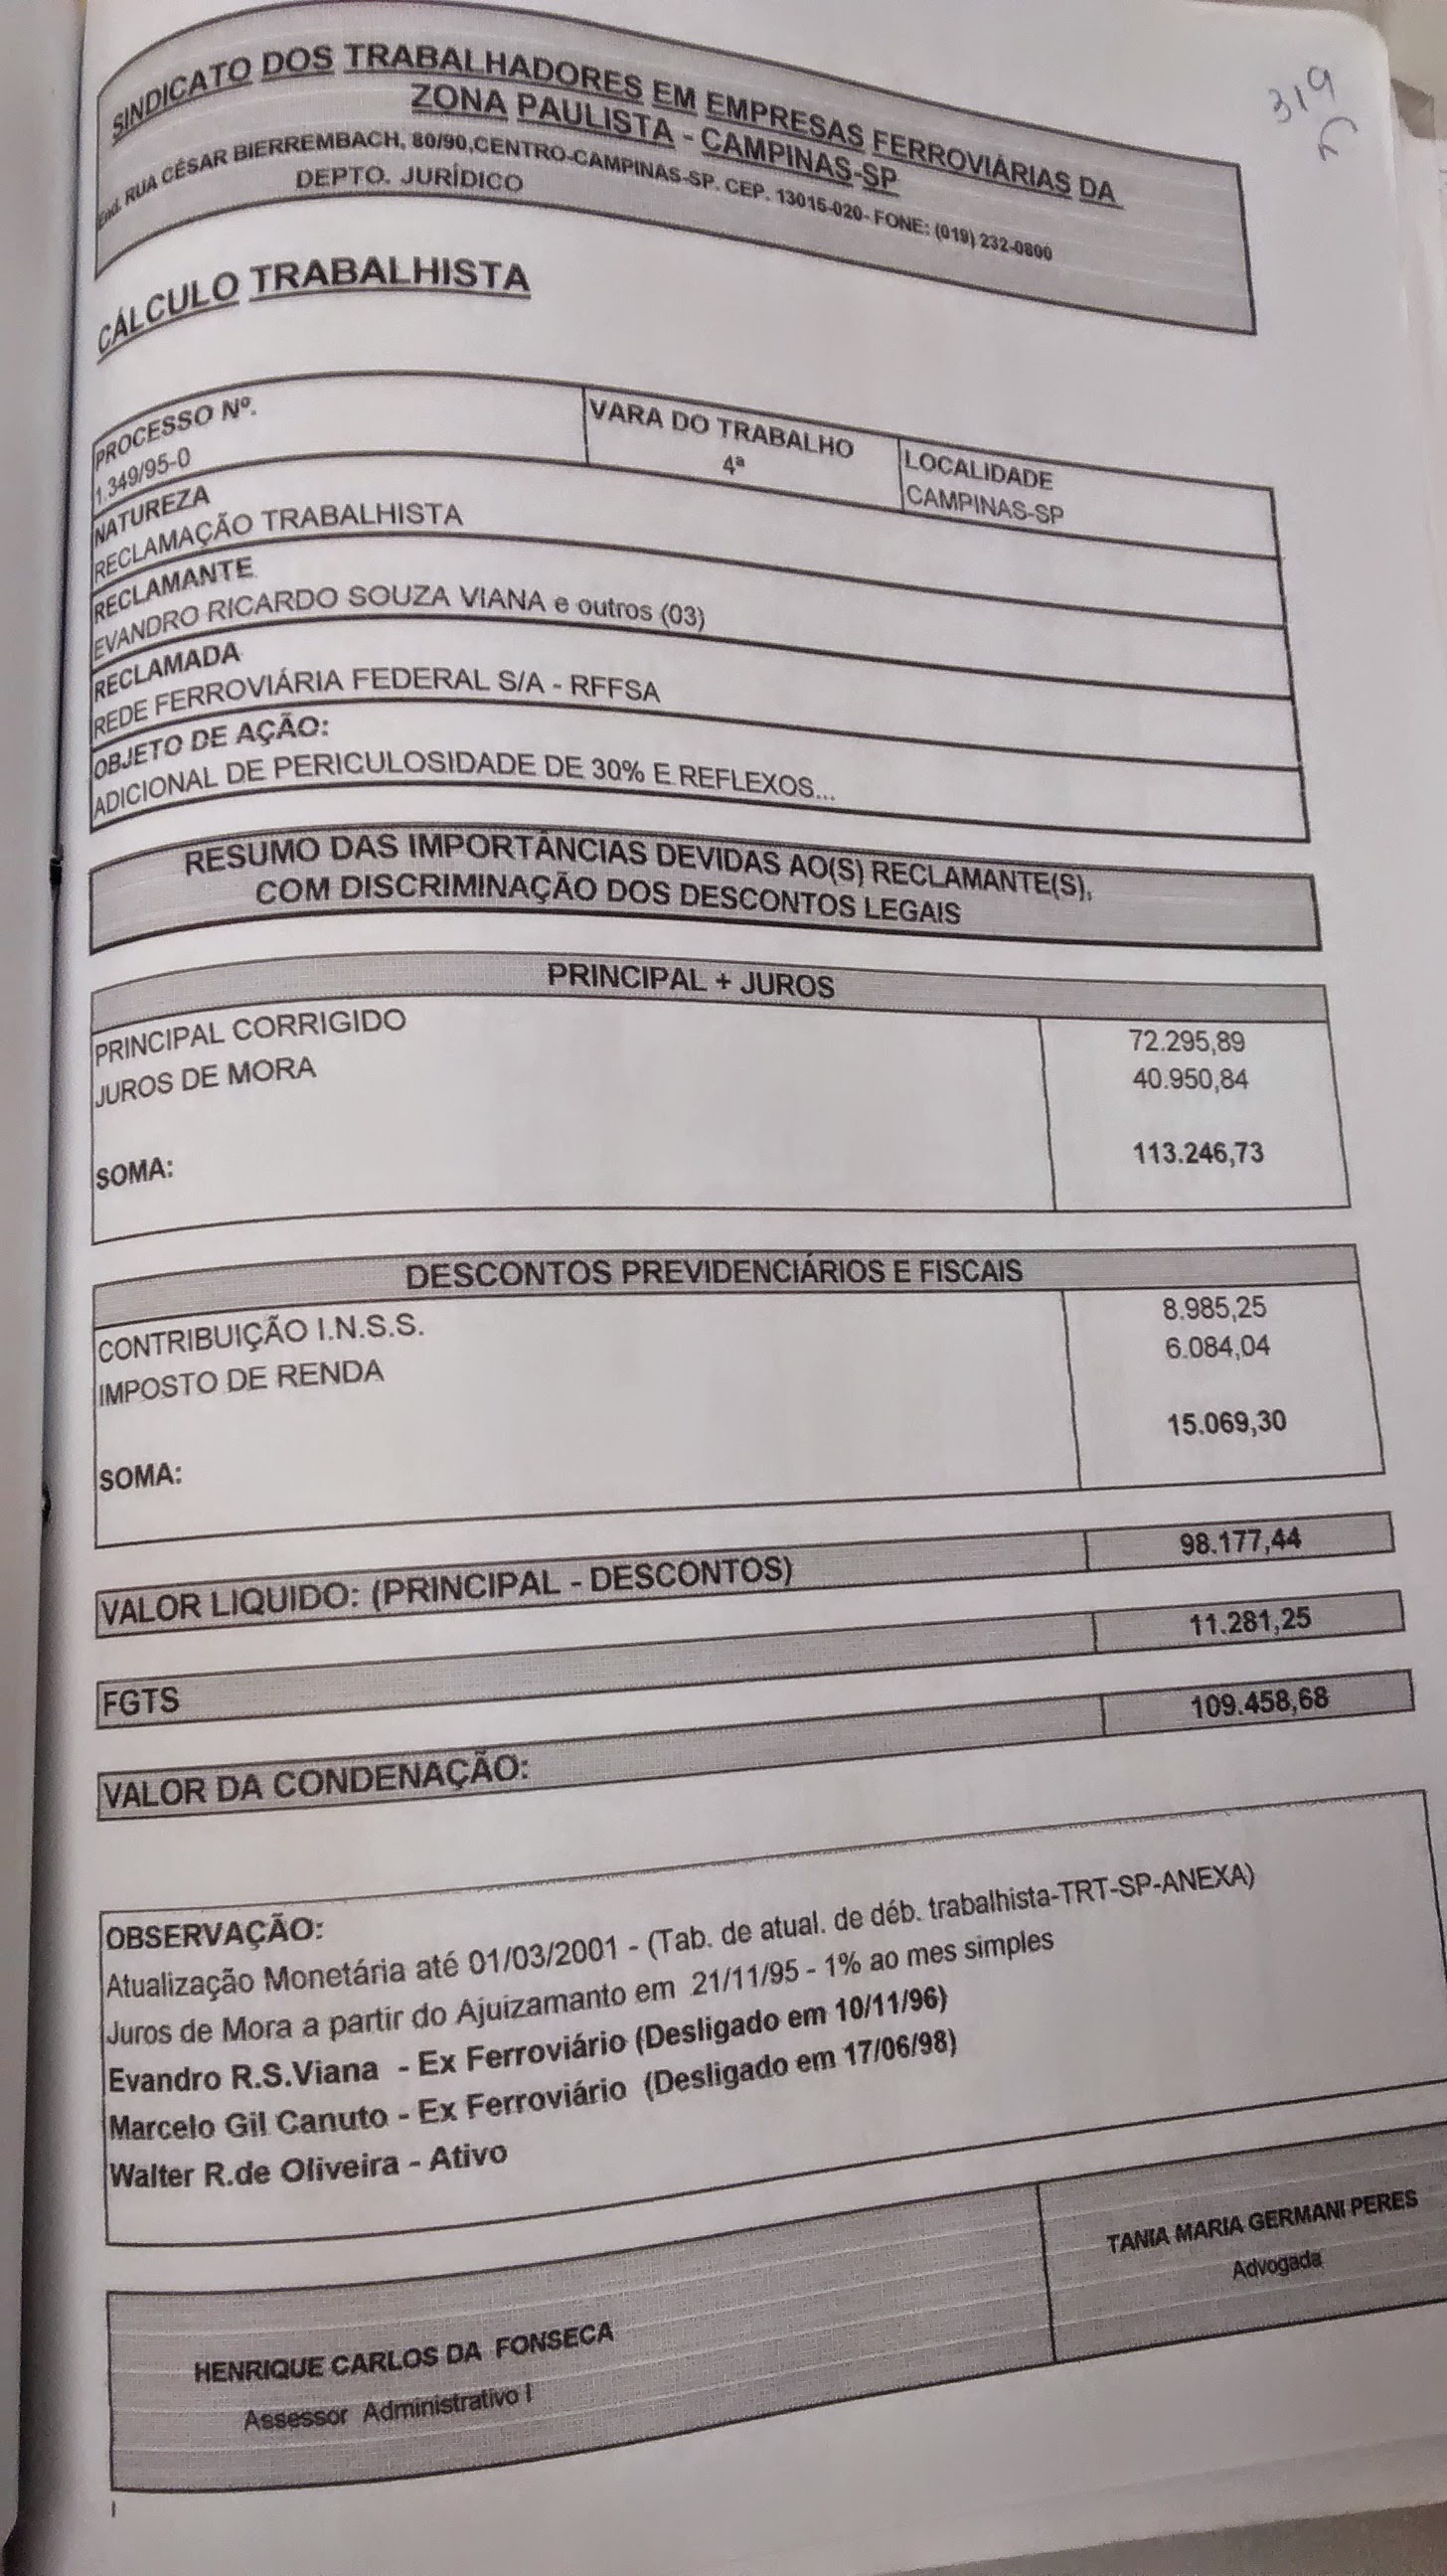 319
SINDICATO DOS TRABALHADORES EM EMPRESAS FERROVIÁRIAS DA
ZONA PAULISTA - CAMPINAS-SP
End. RUA CÉSAR BIERREMBACH, 80/90,CENTRO-CAMPINAS-SP. CEP. 13015-020- FONE: (019) 232-0800
DEPTO. JURÍDICO
CÁLCULO TRABALHISTA
PROCESSO Nº. VARA DO TRABALHO LOCALIDADE
1.349/95-0 4ª CAMPINAS-SP
NATUREZA
RECLAMAÇÃO TRABALHISTA
RECLAMANTE
EVANDRO RICARDO SOUZA VIANA e outros (03)
RECLAMADA
REDE FERROVIÁRIA FEDERAL S/A - RFFSA
OBJETO DE AÇÃO:
ADICIONAL DE PERICULOSIDADE DE 30% E REFLEXOS...
RESUMO DAS IMPORTÂNCIAS DEVIDAS AO(S) RECLAMANTE(S),
COM DISCRIMINAÇÃO DOS DESCONTOS LEGAIS
PRINCIPAL + JUROS
PRINCIPAL CORRIGIDO 72.295,89
JUROS DE MORA 40.950,84
SOMA: 113.246,73
DESCONTOS PREVIDENCIÁRIOS E FISCAIS
CONTRIBUIÇÃO I.N.S.S. 8.985,25
IMPOSTO DE RENDA 6.084,04
SOMA: 15.069,30
VALOR LIQUIDO: (PRINCIPAL - DESCONTOS) 98.177,44
FGTS 11.281,25
VALOR DA CONDENAÇÃO: 109.458,68
OBSERVAÇÃO:
Atualização Monetária até 01/03/2001 - (Tab. de atual. de déb. trabalhista-TRT-SP-ANEXA)
Juros de Mora a partir do Ajuizamanto em 21/11/95 - 1% ao mes simples
Evandro R.S.Viana - Ex Ferroviário (Desligado em 10/11/96)
Marcelo Gil Canuto - Ex Ferroviário (Desligado em 17/06/98)
Walter R.de Oliveira - Ativo
TANIA MARIA GERMANI PERES
Advogada
HENRIQUE CARLOS DA FONSECA
Assessor Administrativo I